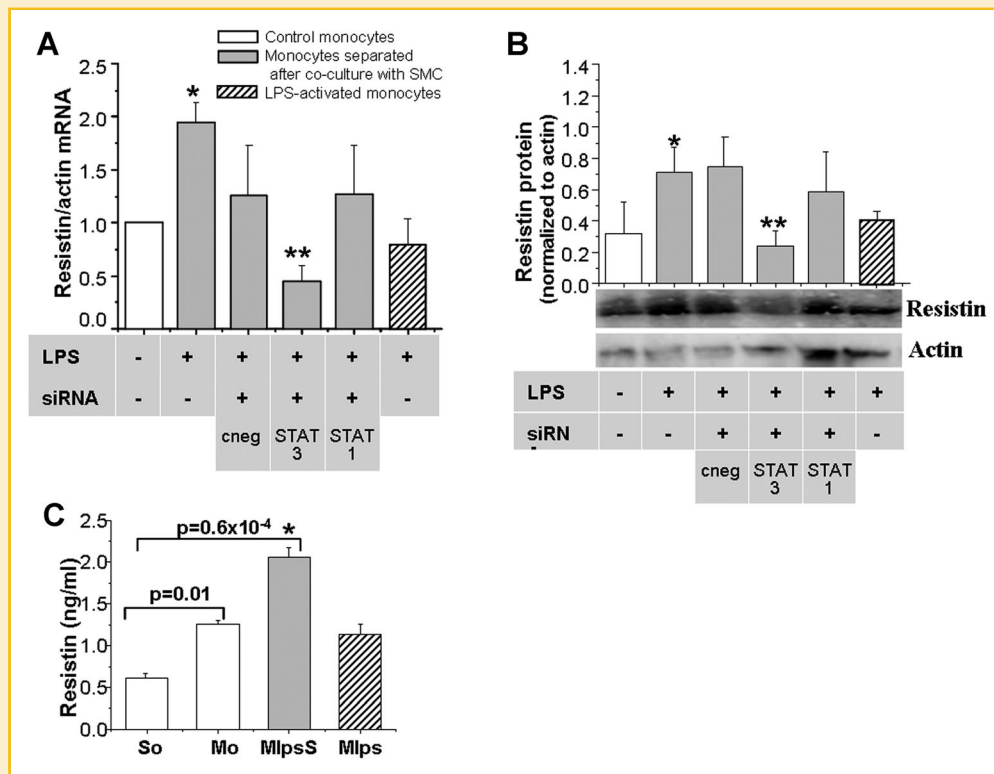 A
Control monocytes
Monocytes separated
after co-culture with SMC
LPS-activated monocytes
Resistin/actin mRNA
2.5
2.0
1.5
1.0
0.5
0.0
*
**
LPS - + + + + +
siRNA - - + + + -
cneg STAT 3 STAT 1
B
Resistin protein
(normalized to actin)
1.4
1.2
1.0
0.8
0.6
0.4
0.2
0.0
*
**
Resistin
Actin
LPS - + + + + +
siRN - - + + + -
cneg STAT 3 STAT 1
C
Resistin (ng/ml)
2.5
2.0
1.5
1.0
0.5
0.0
p=0.6x10-4 *
p=0.01
So Mo MlpsS Mlps